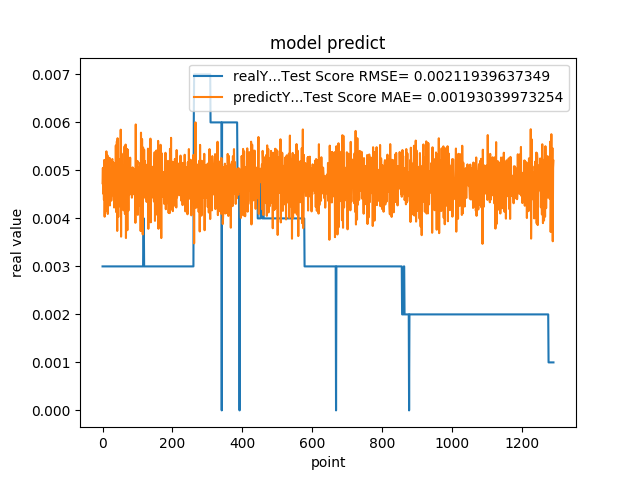 model predict
realY...Test Score RMSE= 0.00211939637349
predictY...Test Score MAE= 0.00193039973254
0.007
0.006
0.005
0.004
0.003
0.002
0.001
0.000
real value
0 200 400 600 800 1000 1200
point